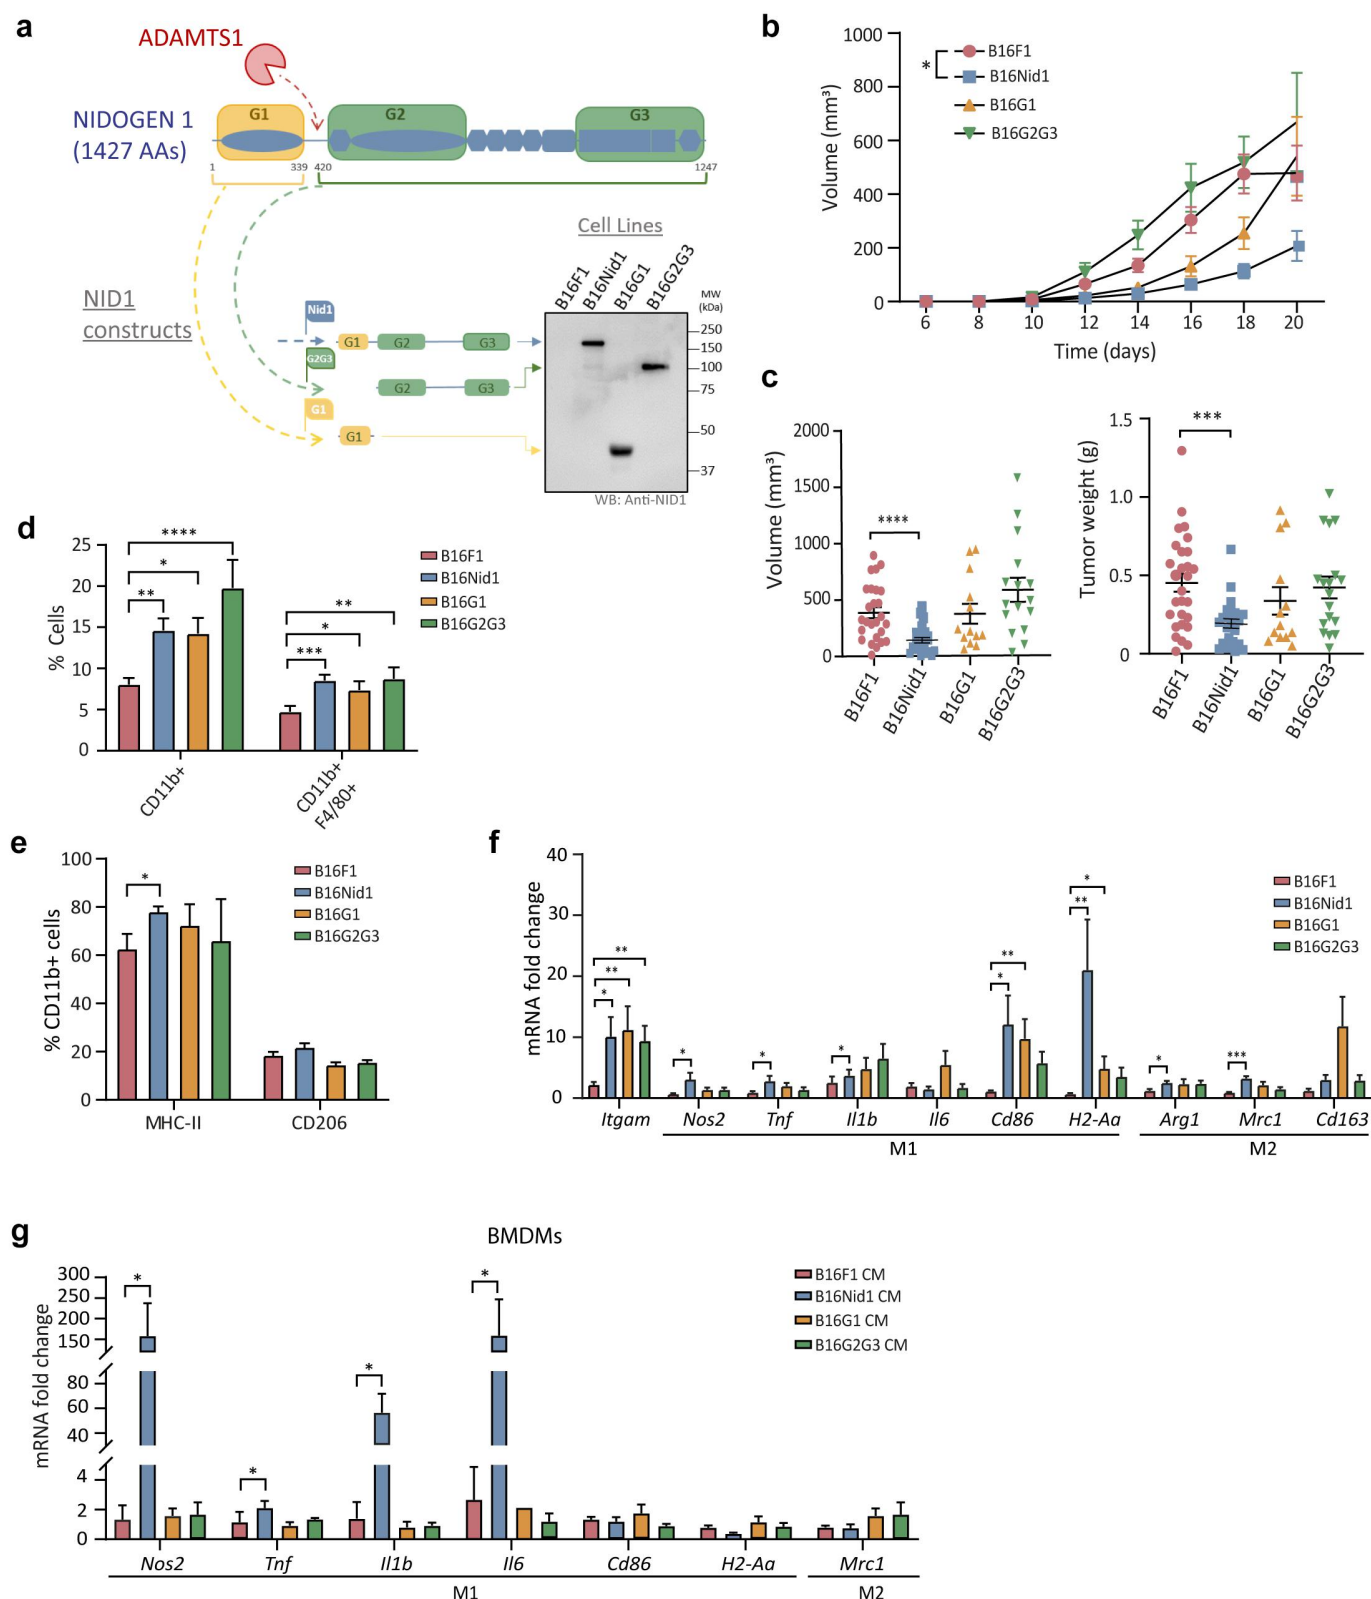 a
ADAMTS1
NIDOGEN 1
(1427 AAs)
G1
G2
G3
1
339
420
1247
NID1
constructs
Cell Lines
B16F1
B16Nid1
B16G1
B16G2G3
MW
(kDa)
250
150
100
75
50
37
Nid1
G1
G2
G3
G2G3
G2
G3
G1
G1
WB: Anti-NID1
b
Volume (mm³)
1000
800
600
400
200
0
6
8
10
12
14
16
18
20
Time (days)
*
B16F1
B16Nid1
B16G1
B16G2G3
c
Volume (mm³)
2000
1500
1000
500
0
****
B16F1
B16Nid1
B16G1
B16G2G3
Tumor weight (g)
1.5
1.0
0.5
0
***
B16F1
B16Nid1
B16G1
B16G2G3
d
% Cells
25
20
15
10
5
0
****
*
**
**
*
***
CD11b+
CD11b+
F4/80+
B16F1
B16Nid1
B16G1
B16G2G3
e
% CD11b+ cells
100
80
60
40
20
0
*
MHC-II
CD206
B16F1
B16Nid1
B16G1
B16G2G3
f
mRNA fold change
40
30
20
10
0
**
**
*
*
*
*
**
*
*
**
*
***
Itgam
Nos2
Tnf
Il1b
Il6
Cd86
H2-Aa
Arg1
Mrc1
Cd163
M1
M2
B16F1
B16Nid1
B16G1
B16G2G3
g
BMDMs
mRNA fold change
300
250
200
150
80
60
40
4
2
0
*
*
*
*
Nos2
Tnf
Il1b
Il6
Cd86
H2-Aa
Mrc1
M1
M2
B16F1 CM
B16Nid1 CM
B16G1 CM
B16G2G3 CM